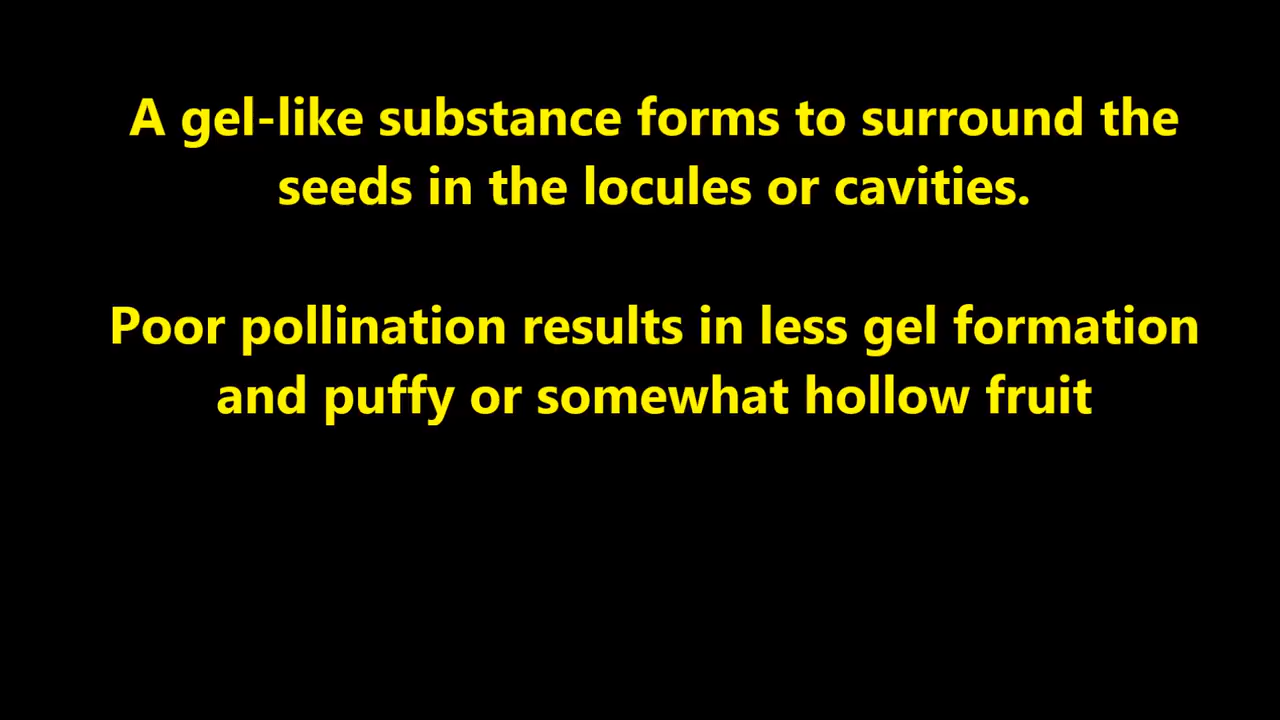 A gel-like substance forms to surround the
seeds in the locules or cavities.
Poor pollination results in less gel formation
and puffy or somewhat hollow fruit